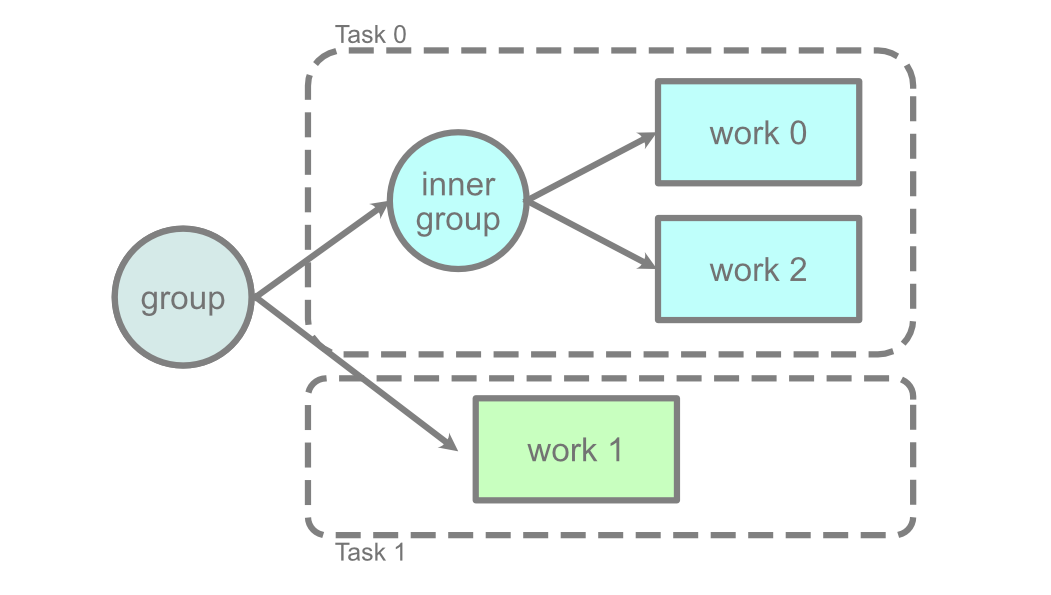 Task 0
work 0
inner
group
work 2
group
work 1
Task 1